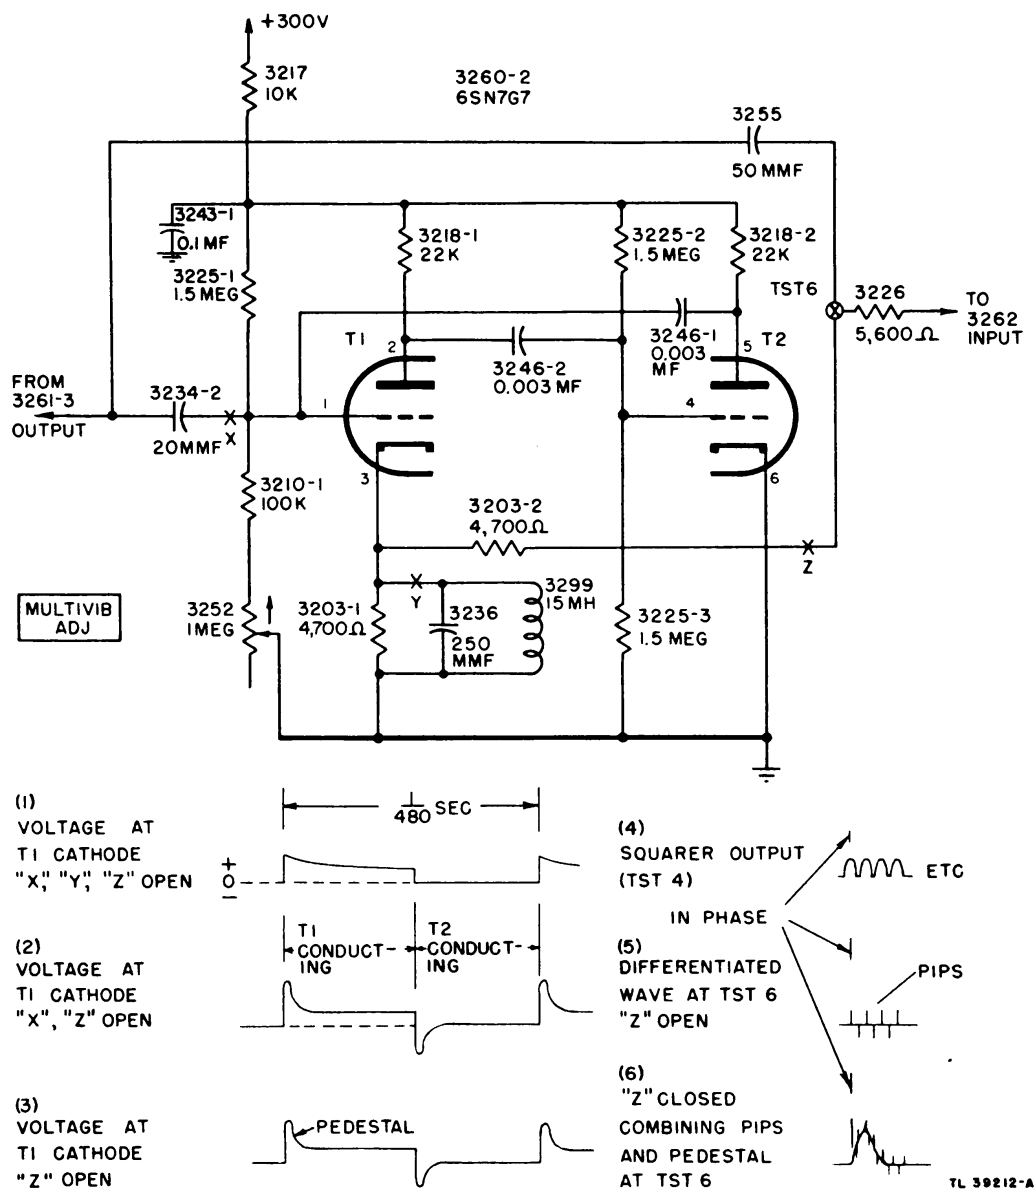 +300V
3217
10K
3260-2
6SN7G7
3255
50 MMF
3243-1
0.1 MF
3218-1
22K
3225-2
1.5 MEG
3218-2
22K
3225-1
1.5 MEG
TST6
3226
5,600Ω
TO
3262
INPUT
T1
2
3246-2
0.003 MF
3246-1
0.003
MF
T2
5
FROM
3261-3
OUTPUT
3234-2
20MMF
X
1
4
3
6
3210-1
100K
3203-2
4,700Ω
Z
MULTIVIB
ADJ
3252
1MEG
3203-1
4,700Ω
Y
3236
250
MMF
3299
15 MH
3225-3
1.5 MEG
(1)
VOLTAGE AT
T1 CATHODE
"X," "Y," "Z" OPEN
+
0
−
1/480 SEC
(2)
VOLTAGE AT
T1 CATHODE
"X", "Z" OPEN
T1
CONDUCT-
ING
T2
CONDUCT-
ING
(3)
VOLTAGE AT
T1 CATHODE
"Z" OPEN
PEDESTAL
(4)
SQUARER OUTPUT
(TST 4)
ETC
IN PHASE
(5)
DIFFERENTIATED
WAVE AT TST 6
"Z" OPEN
PIPS
(6)
"Z" CLOSED
COMBINING PIPS
AND PEDESTAL
AT TST 6
TL 39212-A